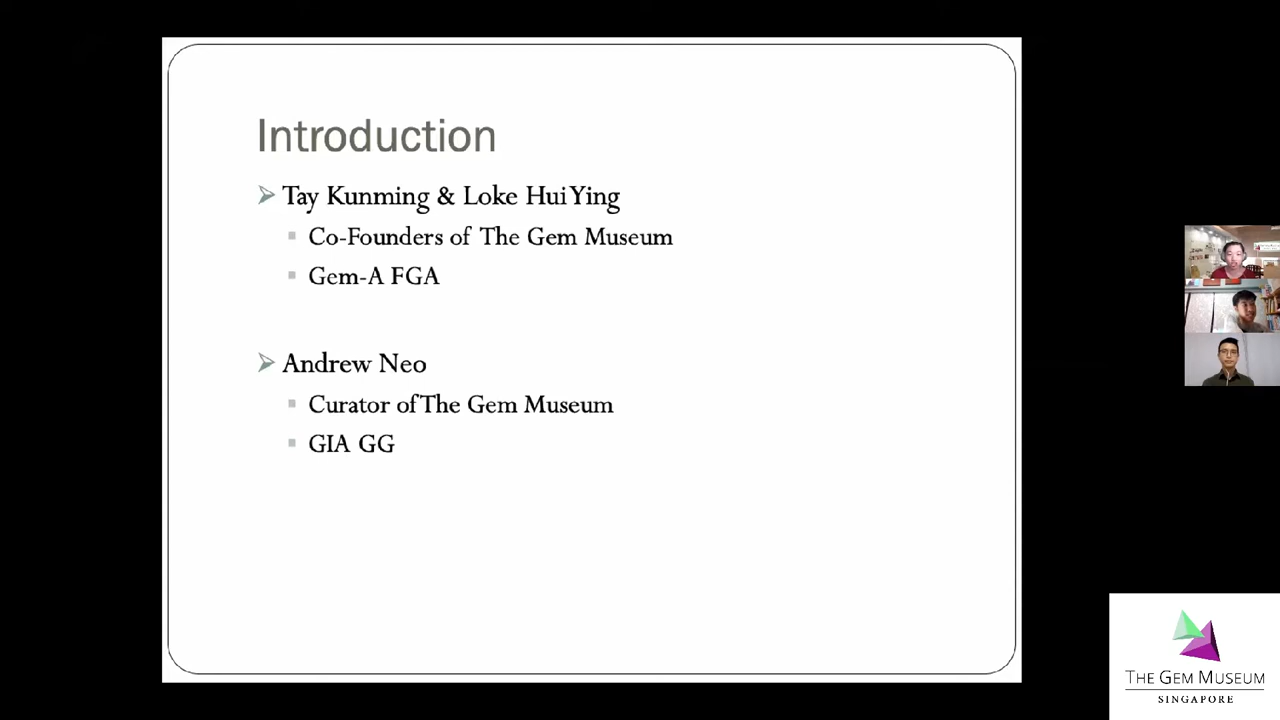 Introduction
Tay Kunming & Loke Hui Ying
Co-Founders of The Gem Museum
Gem-A FGA
Andrew Neo
Curator of The Gem Museum
GIA GG
THE GEM MUSEUM
SINGAPORE